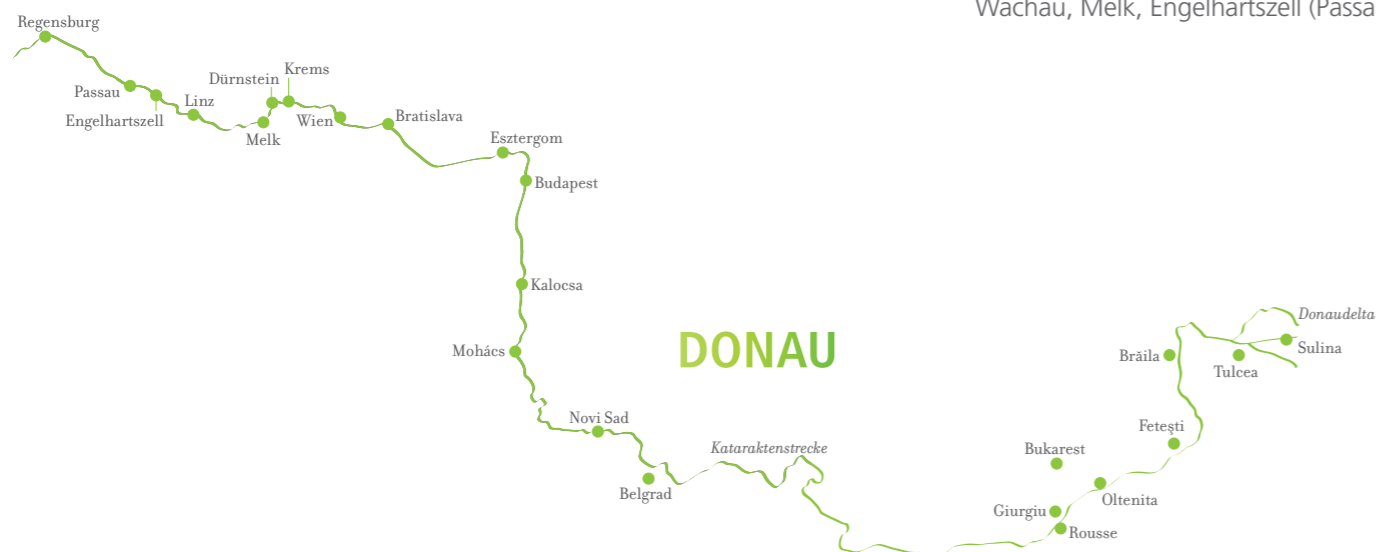 Wachau, Melk, Engelhartszell (Passa
Regensburg
Passau
Engelhartszell
Linz
Dürnstein
Krems
Melk
Wien
Bratislava
Esztergom
Budapest
Kalocsa
Mohács
DONAU
Novi Sad
Belgrad
Kataraktenstrecke
Bukarest
Giurgiu
Rousse
Oltenita
Feteşti
Brăila
Tulcea
Sulina
Donaudelta